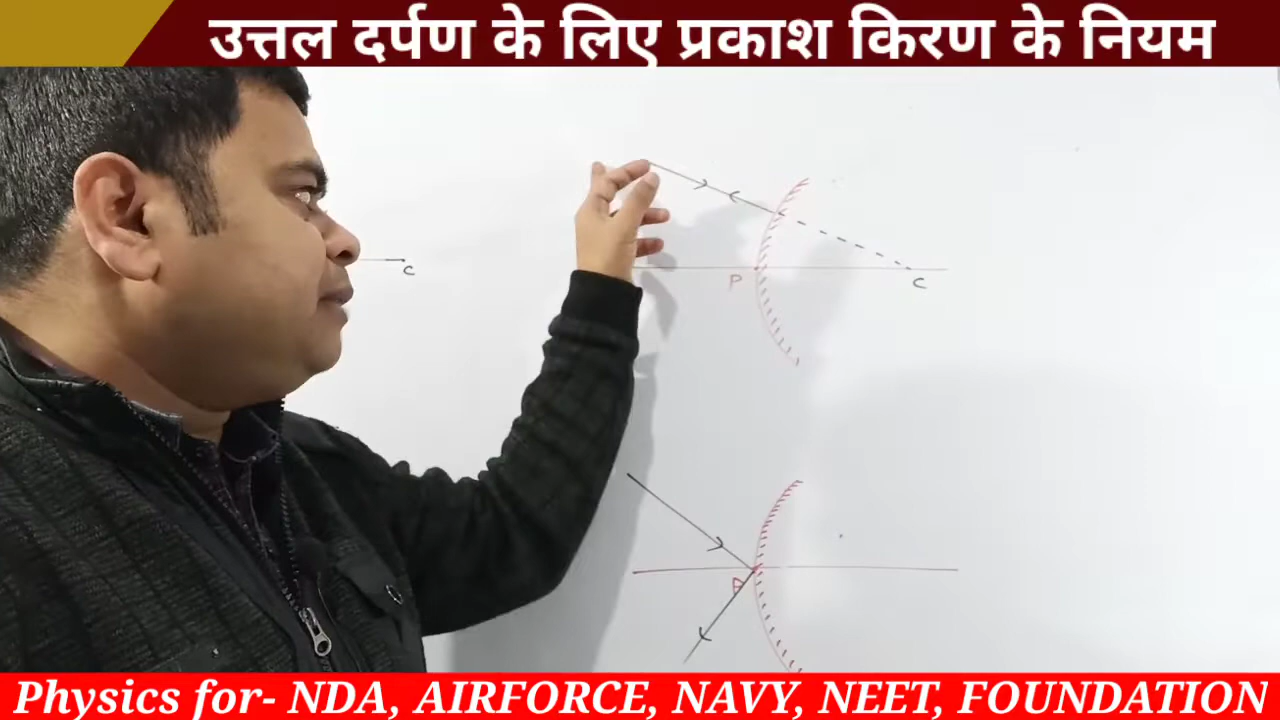 उत्तल दर्पण के लिए प्रकाश किरण के नियम
C
P
C
P
Physics for- NDA, AIRFORCE, NAVY, NEET, FOUNDATION